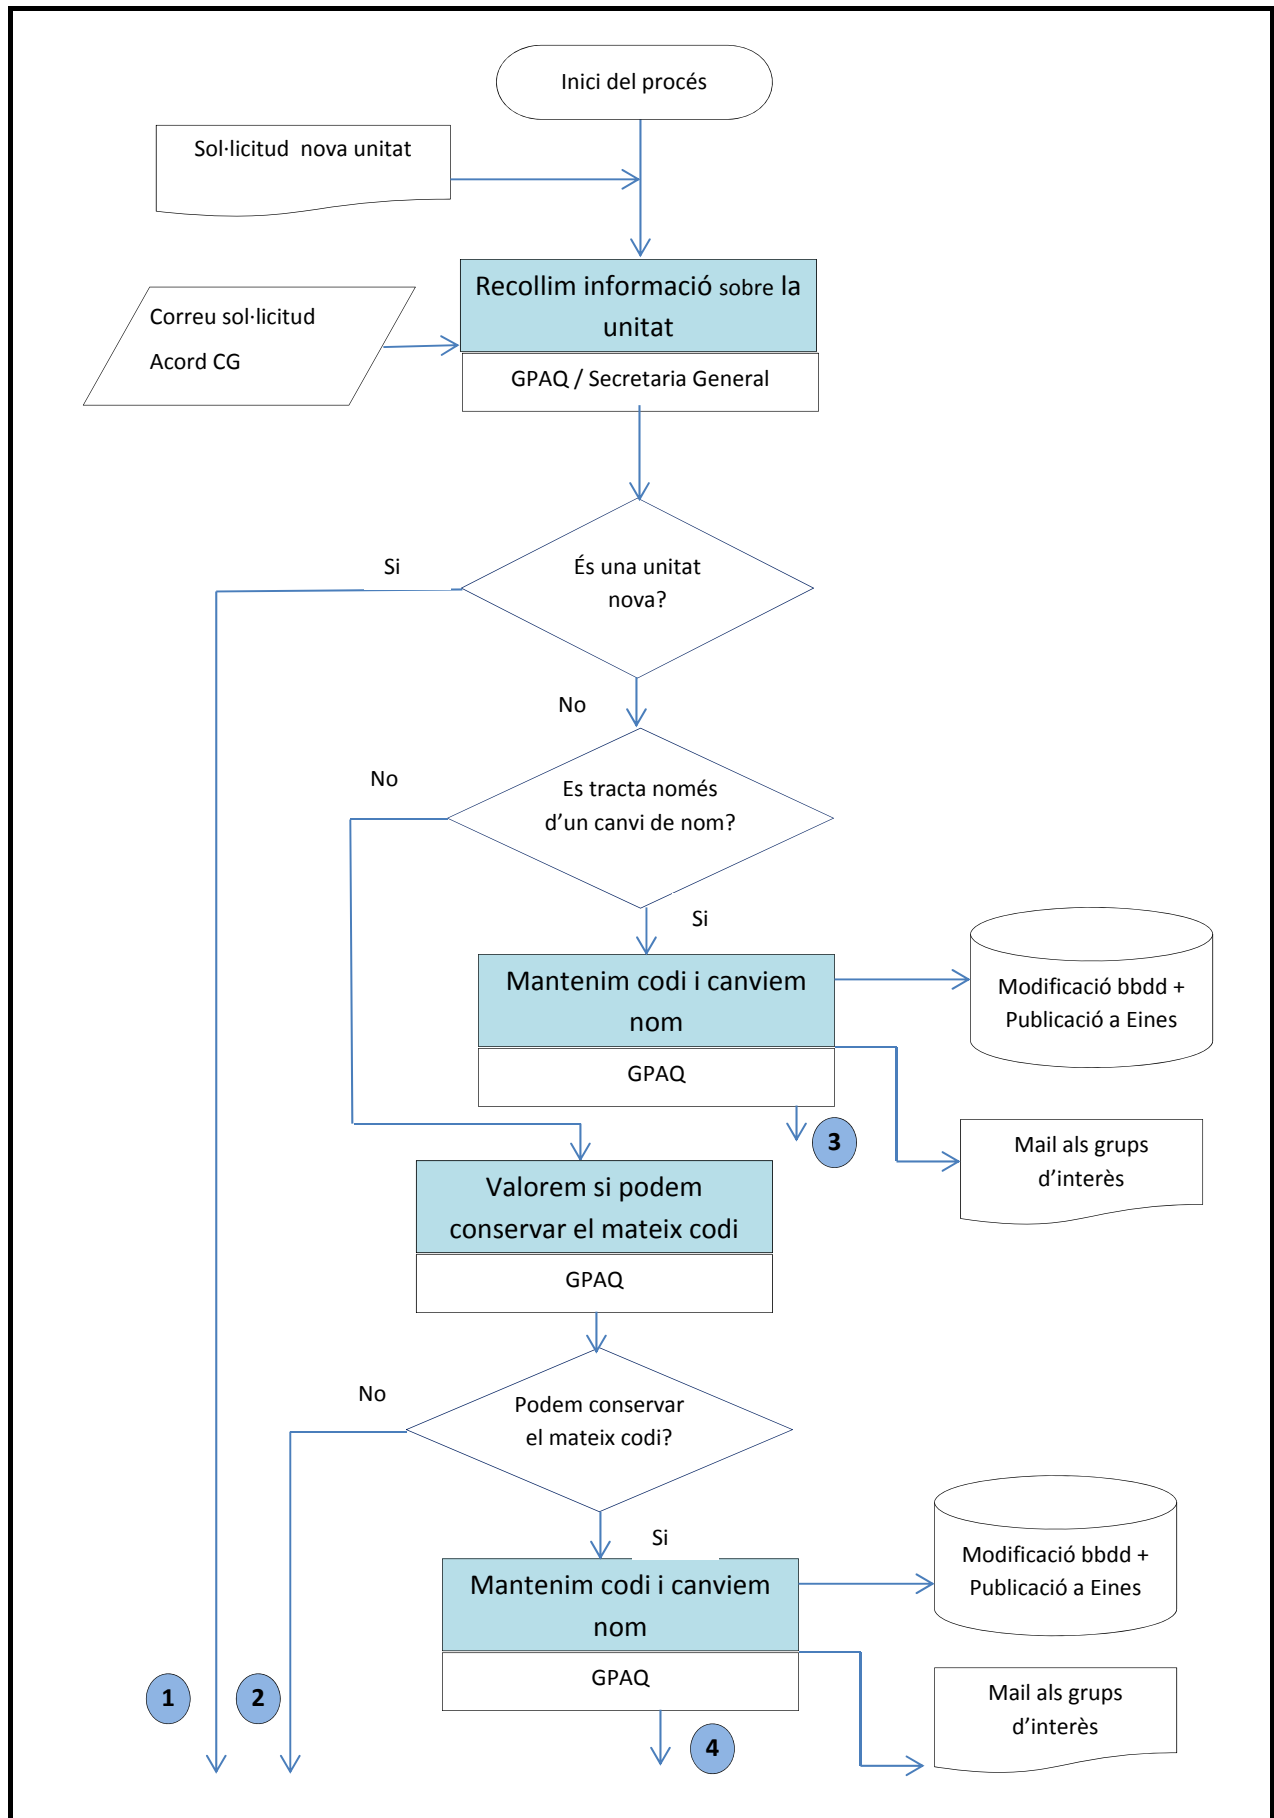 Inici del procés
Sol·licitud  nova unitat
Recollim informació sobre la
unitat
GPAQ / Secretaria General
Correu sol·licitud
Acord CG
Si
És una unitat
nova?
No
No
Es tracta només
d’un canvi de nom?
Si
Mantenim codi i canviem
nom
GPAQ
Modificació bbdd +
Publicació a Eines
3
Mail als grups
d’interès
Valorem si podem
conservar el mateix codi
GPAQ
No
Podem conservar
el mateix codi?
Si
Mantenim codi i canviem
nom
GPAQ
Modificació bbdd +
Publicació a Eines
Mail als grups
d’interès
1
2
4